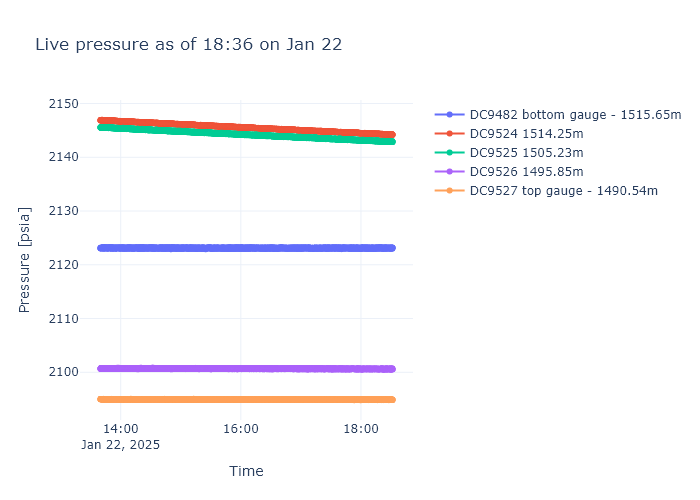 Live pressure as of 18:36 on Jan 22
2150
2140
2130
2120
2110
2100
Pressure [psia]
14:00
Jan 22, 2025
16:00
18:00
Time
DC9482 bottom gauge - 1515.65m
DC9524 1514.25m
DC9525 1505.23m
DC9526 1495.85m
DC9527 top gauge - 1490.54m